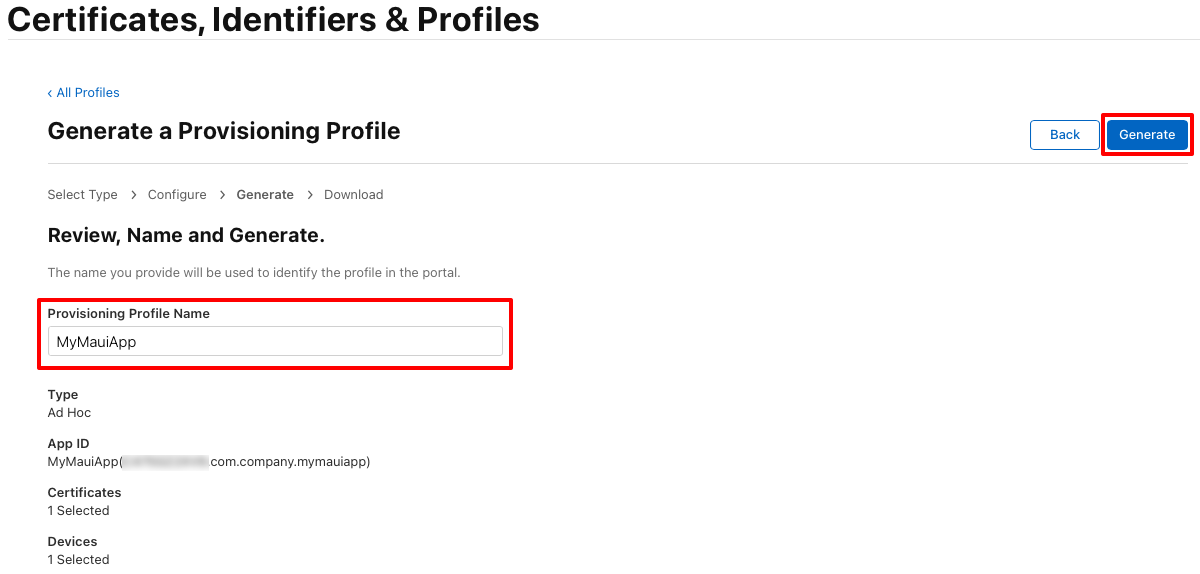 Certificates, Identifiers & Profiles
‹ All Profiles
Generate a Provisioning Profile
Back
Generate
Select Type > Configure > Generate > Download
Review, Name and Generate.
The name you provide will be used to identify the profile in the portal.
Provisioning Profile Name
MyMauiApp
Type
Ad Hoc
App ID
MyMauiApp( .com.company.mymauiapp)
Certificates
1 Selected
Devices
1 Selected